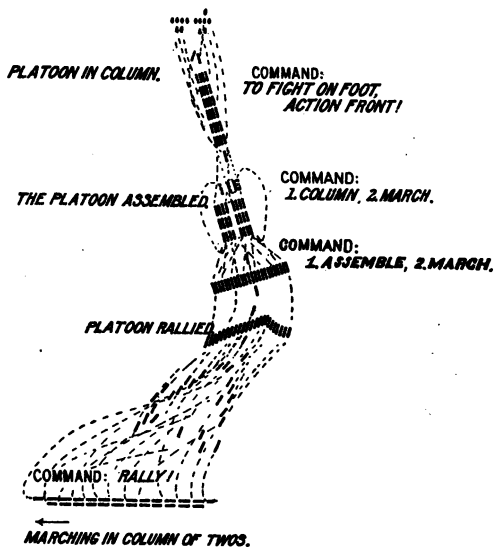 PLATOON IN COLUMN.
COMMAND:
TO FIGHT ON FOOT,
ACTION FRONT!
THE PLATOON ASSEMBLED.
COMMAND:
1. COLUMN, 2. MARCH.
COMMAND:
1. ASSEMBLE, 2. MARCH.
PLATOON RALLIED
COMMAND: RALLY!
MARCHING IN COLUMN OF TWOS.